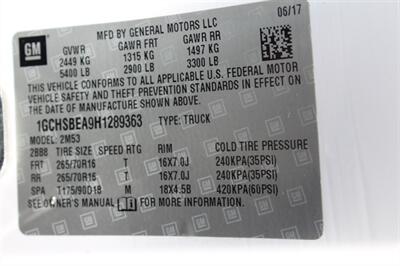 GM
MFD BY GENERAL MOTORS LLC 05/17
GVWR GAWR FRT GAWR RR
2449 KG 1315 KG 1497 KG
5400 LB 2900 LB 3300 LB
THIS VEHICLE CONFORMS TO ALL APPLICABLE U.S. FEDERAL MOTOR
VEHICLE SAFETY AND THEFT PREVENTION STANDARDS IN EFFECT ON
THE DATE OF MANUFACTURE SHOWN ABOVE.
1GCHSBEA9H1289363 TYPE: TRUCK
MODEL: 2M53
2BB8 TIRE SIZE SPEED RTG RIM COLD TIRE PRESSURE
FRT 265/70R16 T 16X7.0J 240KPA(35PSI)
RR 265/70R16 T 16X7.0J 240KPA(35PSI)
SPA T175/90D18 M 18X4.5B 420KPA(60PSI)
SEE OWNER'S MANUAL FOR MORE INFORMATION.